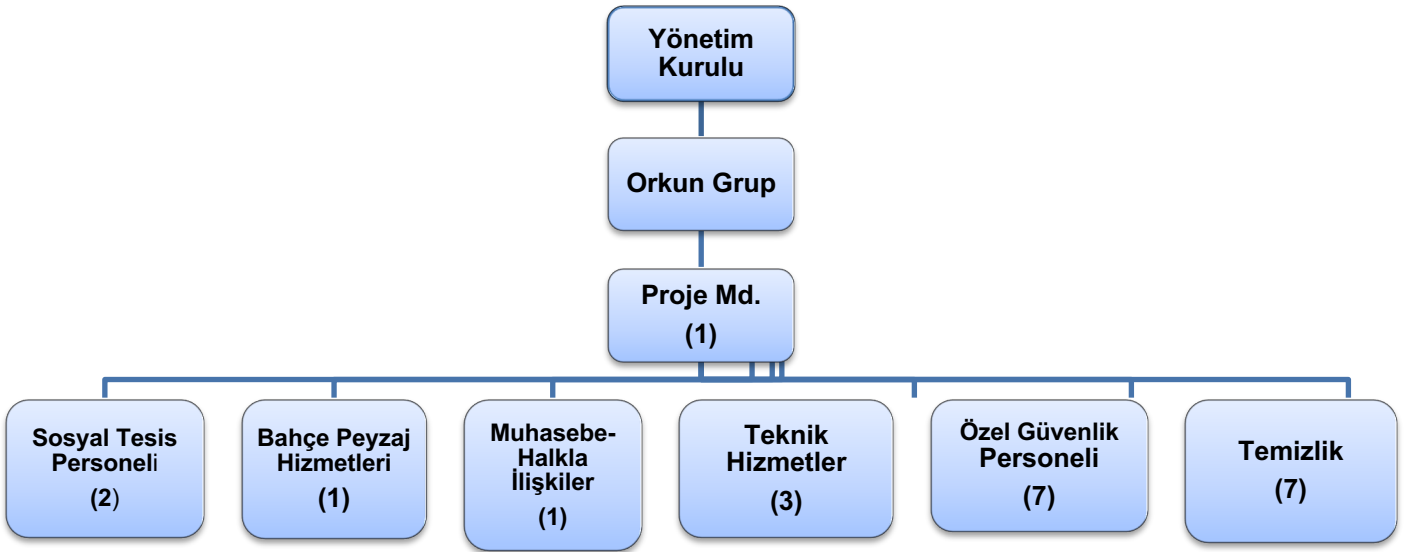 Yönetim
Kurulu
Orkun Grup
Proje Md.
(1)
Sosyal Tesis
Personeli
(2)
Bahçe Peyzaj
Hizmetleri
(1)
Muhasebe-
Halkla
İlişkiler
(1)
Teknik
Hizmetler
(3)
Özel Güvenlik
Personeli
(7)
Temizlik
(7)